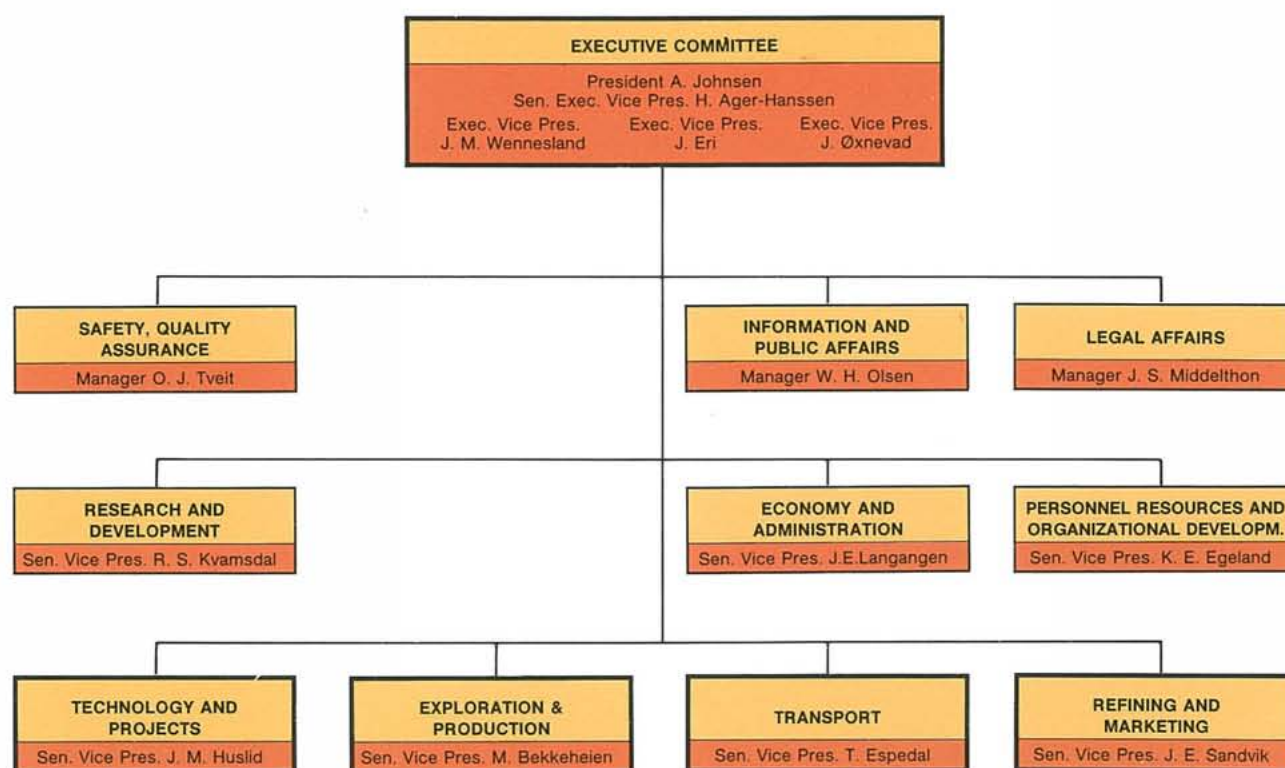 EXECUTIVE COMMITTEE
President A. Johnsen
Sen. Exec. Vice Pres. H. Ager-Hanssen
Exec. Vice Pres. Exec. Vice Pres. Exec. Vice Pres.
J. M. Wennesland J. Eri J. Øxnevad
SAFETY, QUALITY
ASSURANCE
Manager O. J. Tveit
INFORMATION AND
PUBLIC AFFAIRS
Manager W. H. Olsen
LEGAL AFFAIRS
Manager J. S. Middelthon
RESEARCH AND
DEVELOPMENT
Sen. Vice Pres. R. S. Kvamsdal
ECONOMY AND
ADMINISTRATION
Sen. Vice Pres. J.E.Langangen
PERSONNEL RESOURCES AND
ORGANIZATIONAL DEVELOPM.
Sen. Vice Pres. K. E. Egeland
TECHNOLOGY AND
PROJECTS
Sen. Vice Pres. J. M. Huslid
EXPLORATION &
PRODUCTION
Sen. Vice Pres. M. Bekkeheien
TRANSPORT
Sen. Vice Pres. T. Espedal
REFINING AND
MARKETING
Sen. Vice Pres. J. E. Sandvik